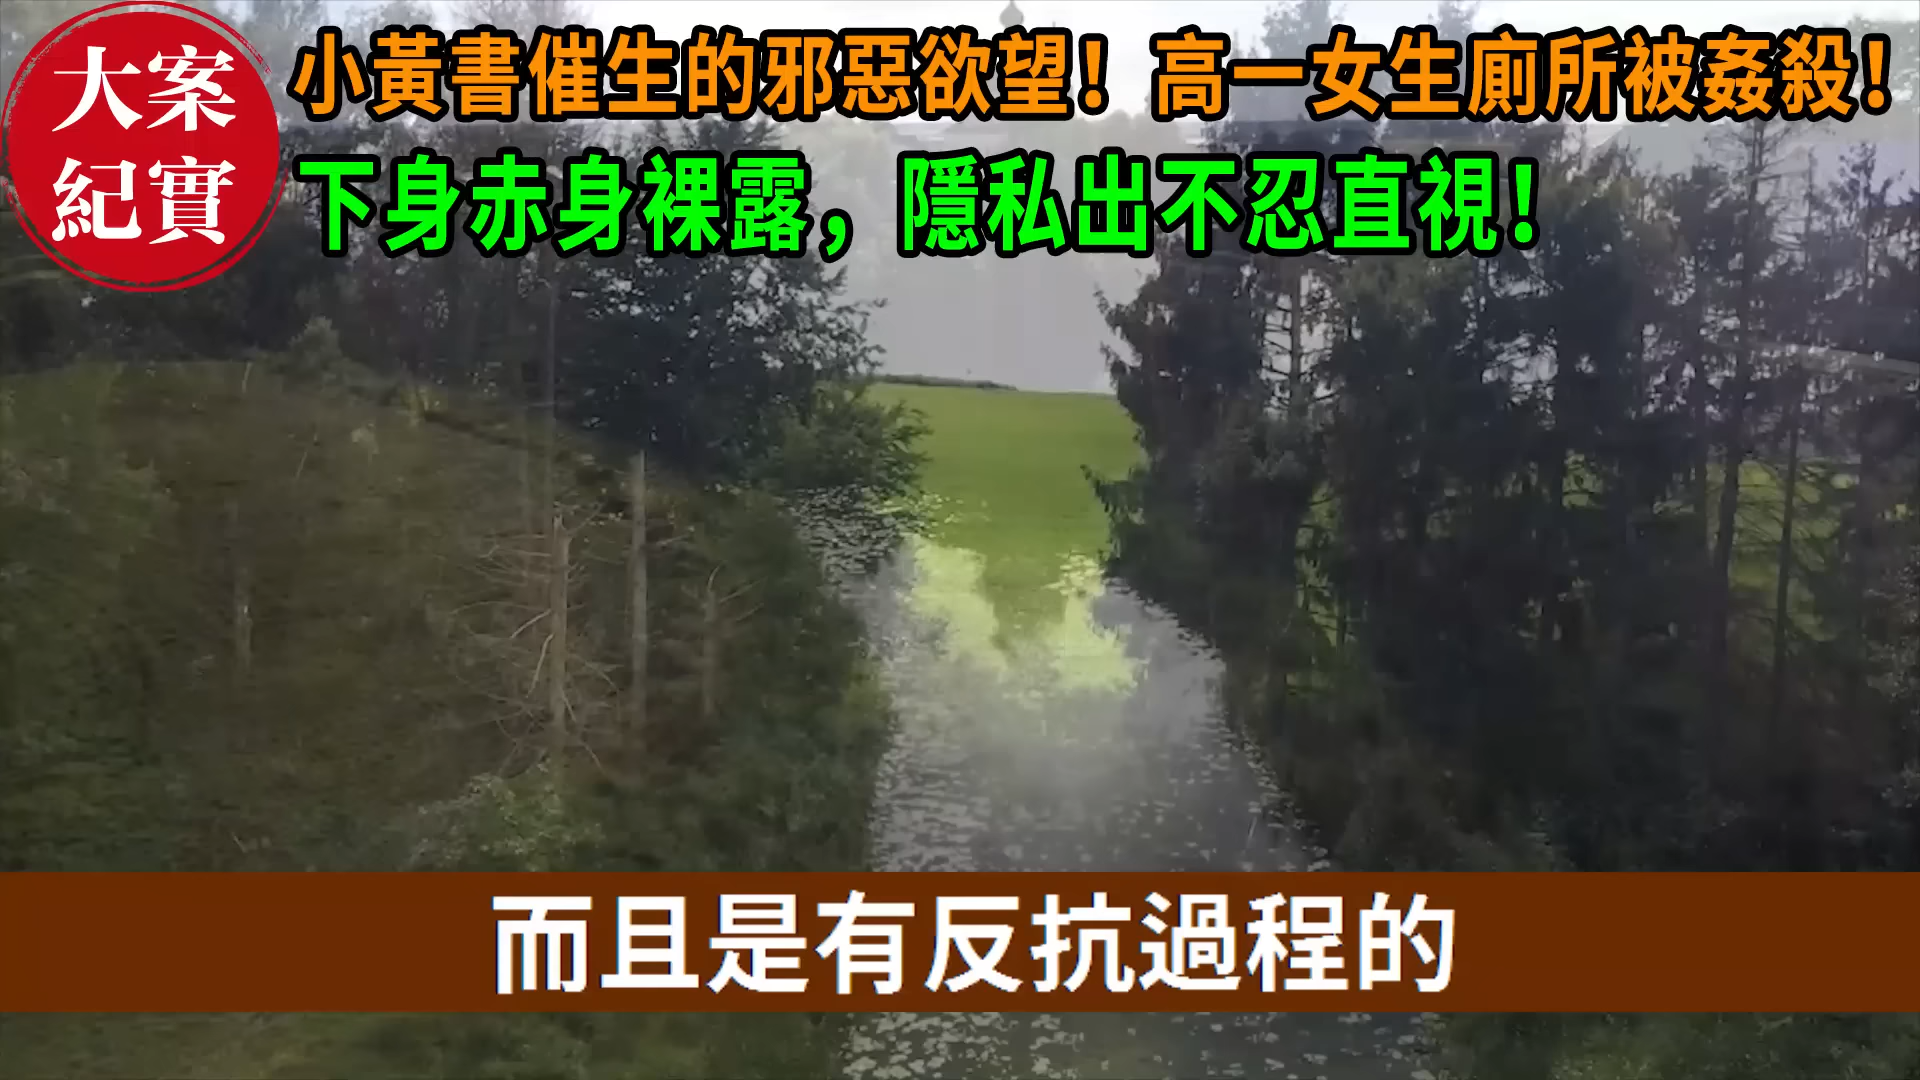 大案
紀實
小黃書催生的邪惡欲望！高一女生廁所被姦殺！
下身赤身裸露，隱私出不忍直視！
而且是有反抗過程的